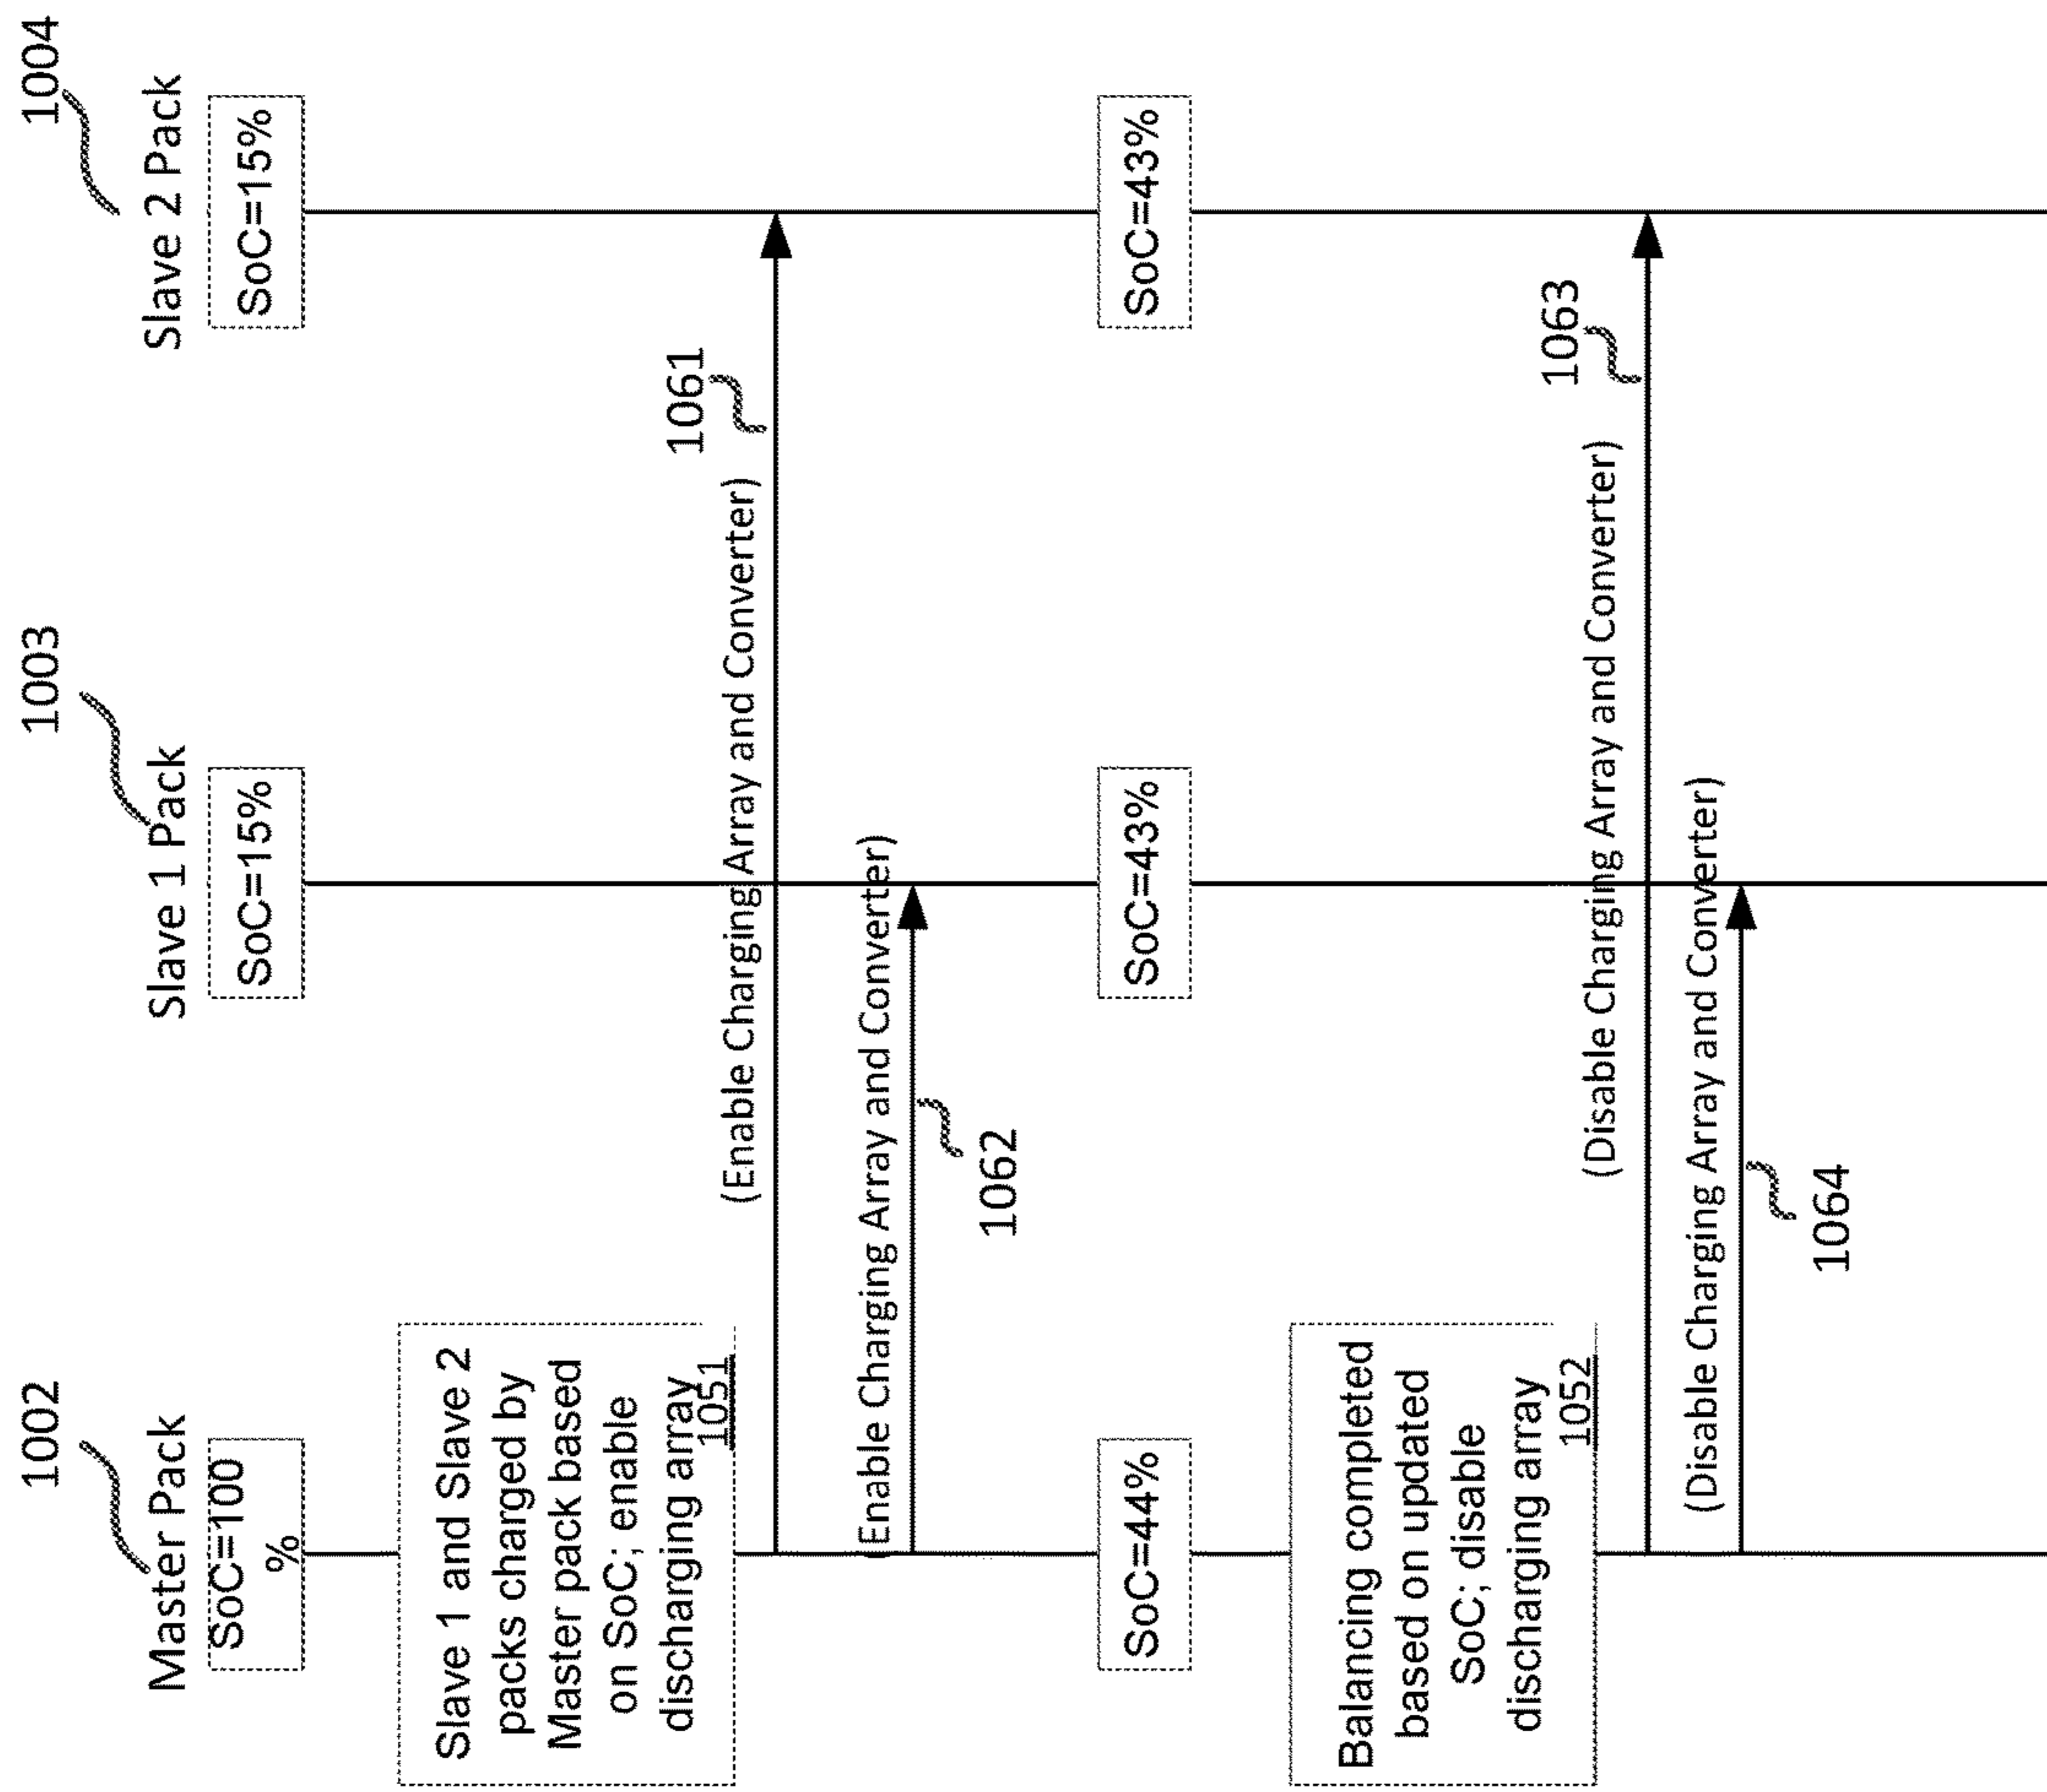 1002
1003
1004
Master Pack
Slave 1 Pack
Slave 2 Pack
SoC=100
%
SoC=15%
SoC=15%
Slave 1 and Slave 2
packs charged by
Master pack based
on SoC; enable
discharging array
1051
1061
(Enable Charging Array and Converter)
(Enable Charging Array and Converter)
1062
SoC=44%
SoC=43%
SoC=43%
Balancing completed
based on updated
SoC; disable
discharging array
1052
1063
(Disable Charging Array and Converter)
(Disable Charging Array and Converter)
1064